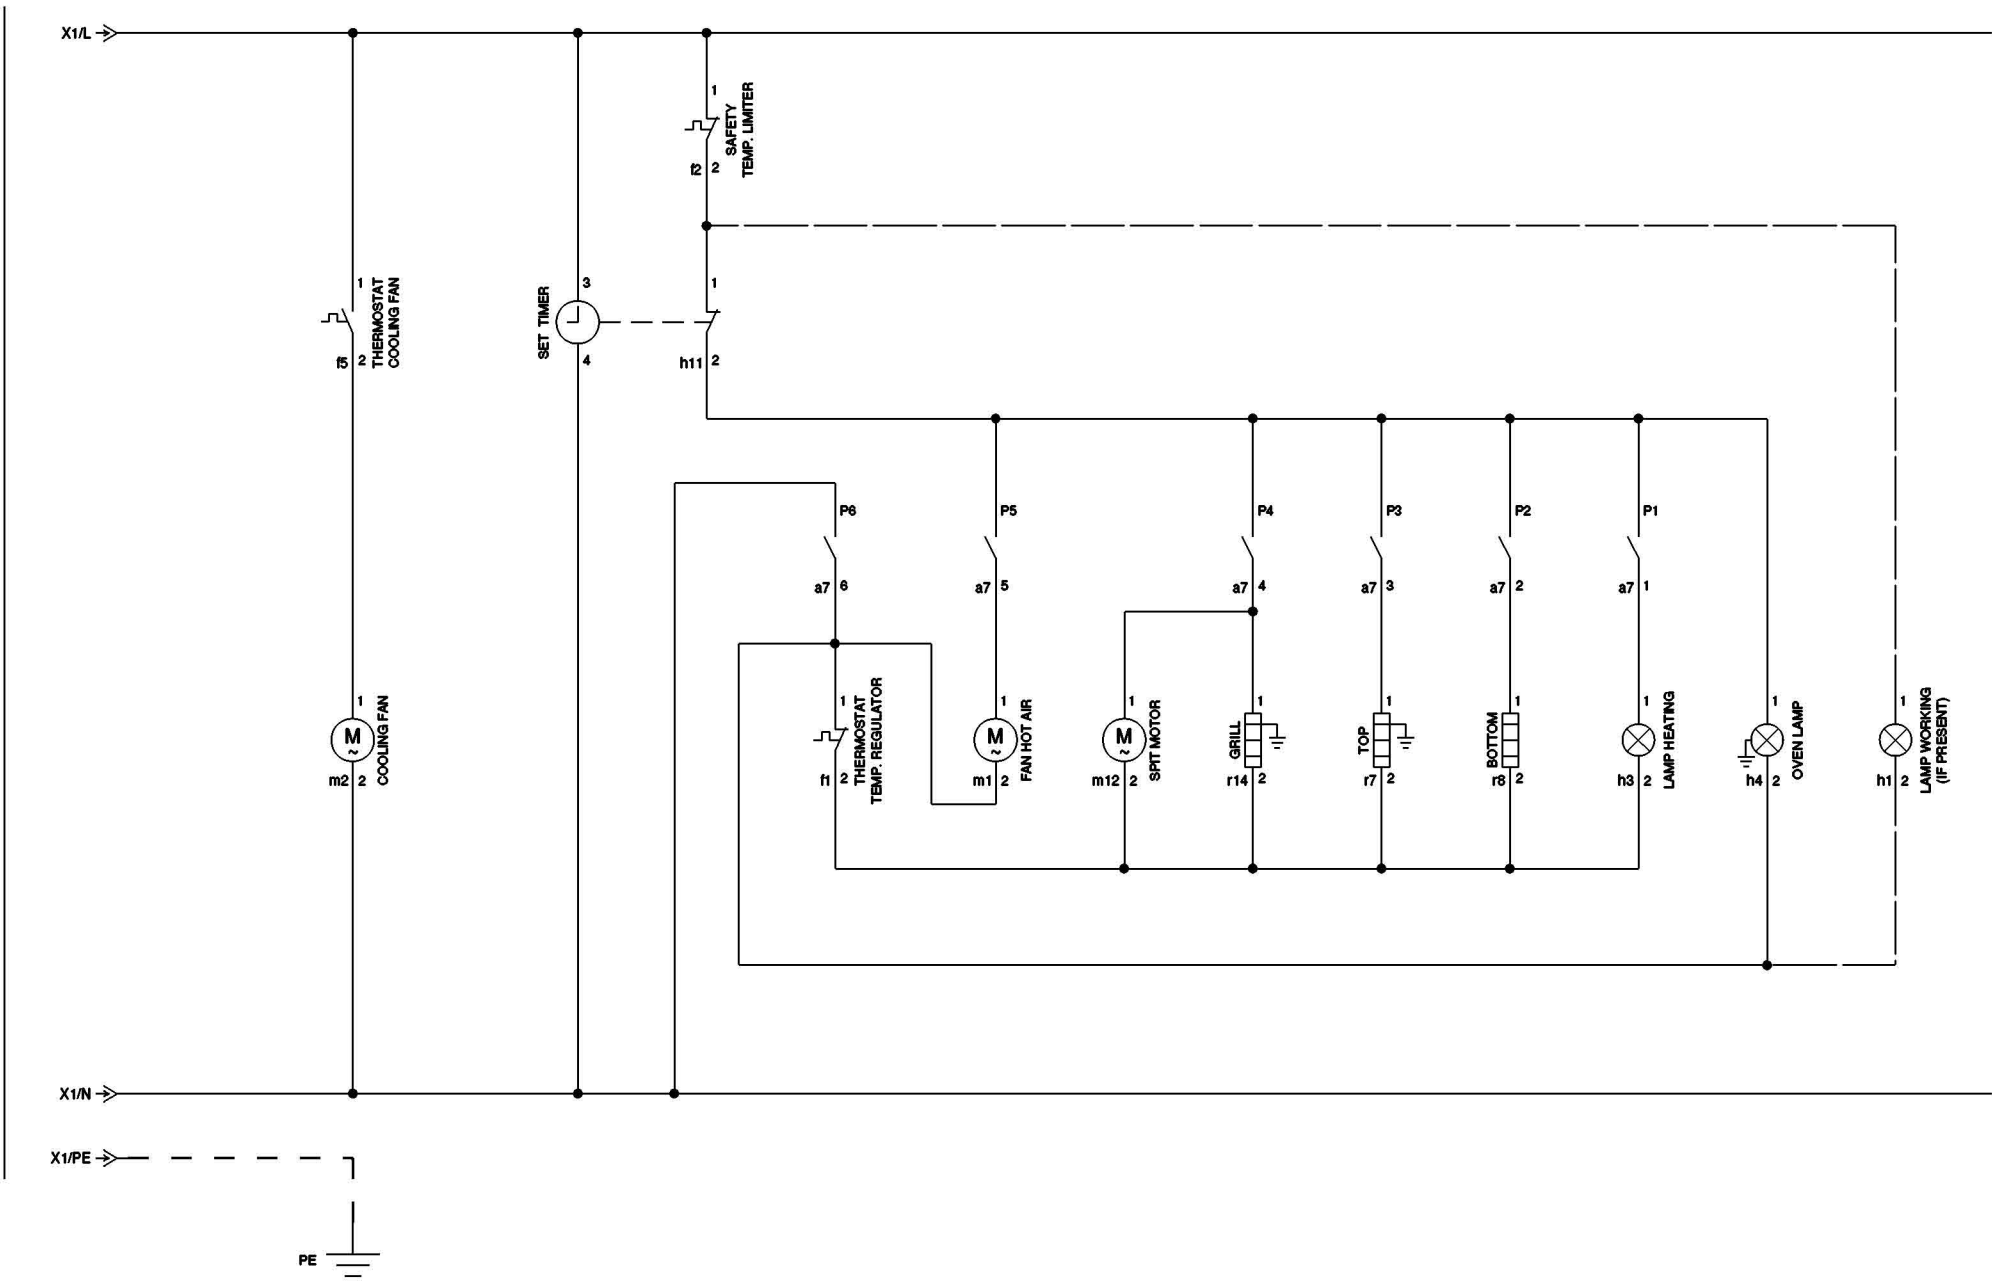 X1/L
1
SAFETY
TEMP. LIMITER
f2 2
1
THERMOSTAT
COOLING FAN
f5 2
3
SET TIMER
4
1
h11 2
P6
P5
P4
P3
P2
P1
a7 6
a7 5
a7 4
a7 3
a7 2
a7 1
1
COOLING FAN
M
~
m2 2
1
THERMOSTAT
TEMP. REGULATOR
f1 2
1
FAN HOT AIR
M
~
m1 2
1
SPIT MOTOR
M
~
m12 2
1
GRILL
r14 2
1
TOP
r7 2
1
BOTTOM
r8 2
1
LAMP HEATING
h3 2
1
OVEN LAMP
h4 2
1
LAMP WORKING
(IF PRESENT)
h1 2
X1/N
X1/PE
PE